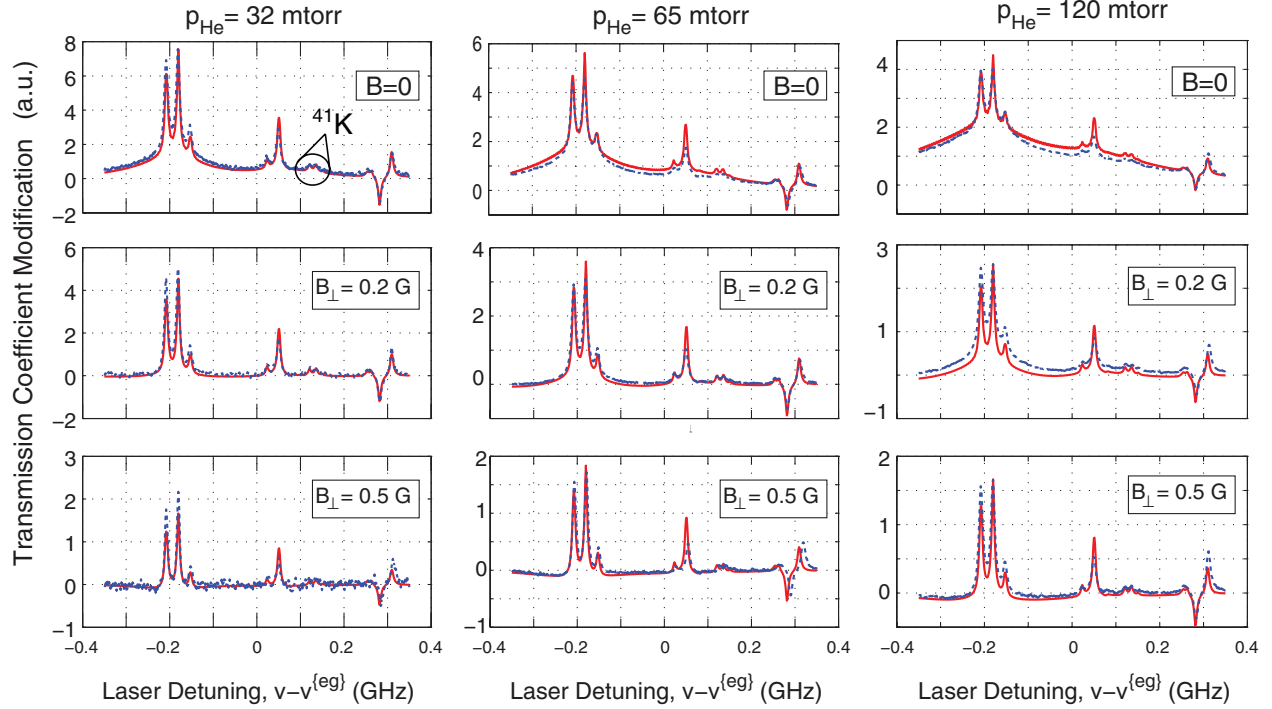 p_He= 32 mtorr
p_He= 65 mtorr
p_He= 120 mtorr
Transmission Coefficient Modification (a.u.)
8
6
4
2
0
−2
B=0
41K
6
4
2
0
B=0
4
2
0
B=0
6
4
2
0
−2
B⊥ = 0.2 G
4
2
0
B⊥ = 0.2 G
3
1
−1
B⊥ = 0.2 G
3
2
1
0
−1
−0.4
−0.2
0
0.2
0.4
B⊥ = 0.5 G
2
1
0
−1
−0.4
−0.2
0
0.2
0.4
B⊥ = 0.5 G
2
0
−0.4
−0.2
0
0.2
0.4
B⊥ = 0.5 G
Laser Detuning, ν−ν{eg} (GHz)
Laser Detuning, ν−ν{eg} (GHz)
Laser Detuning, ν−ν{eg} (GHz)